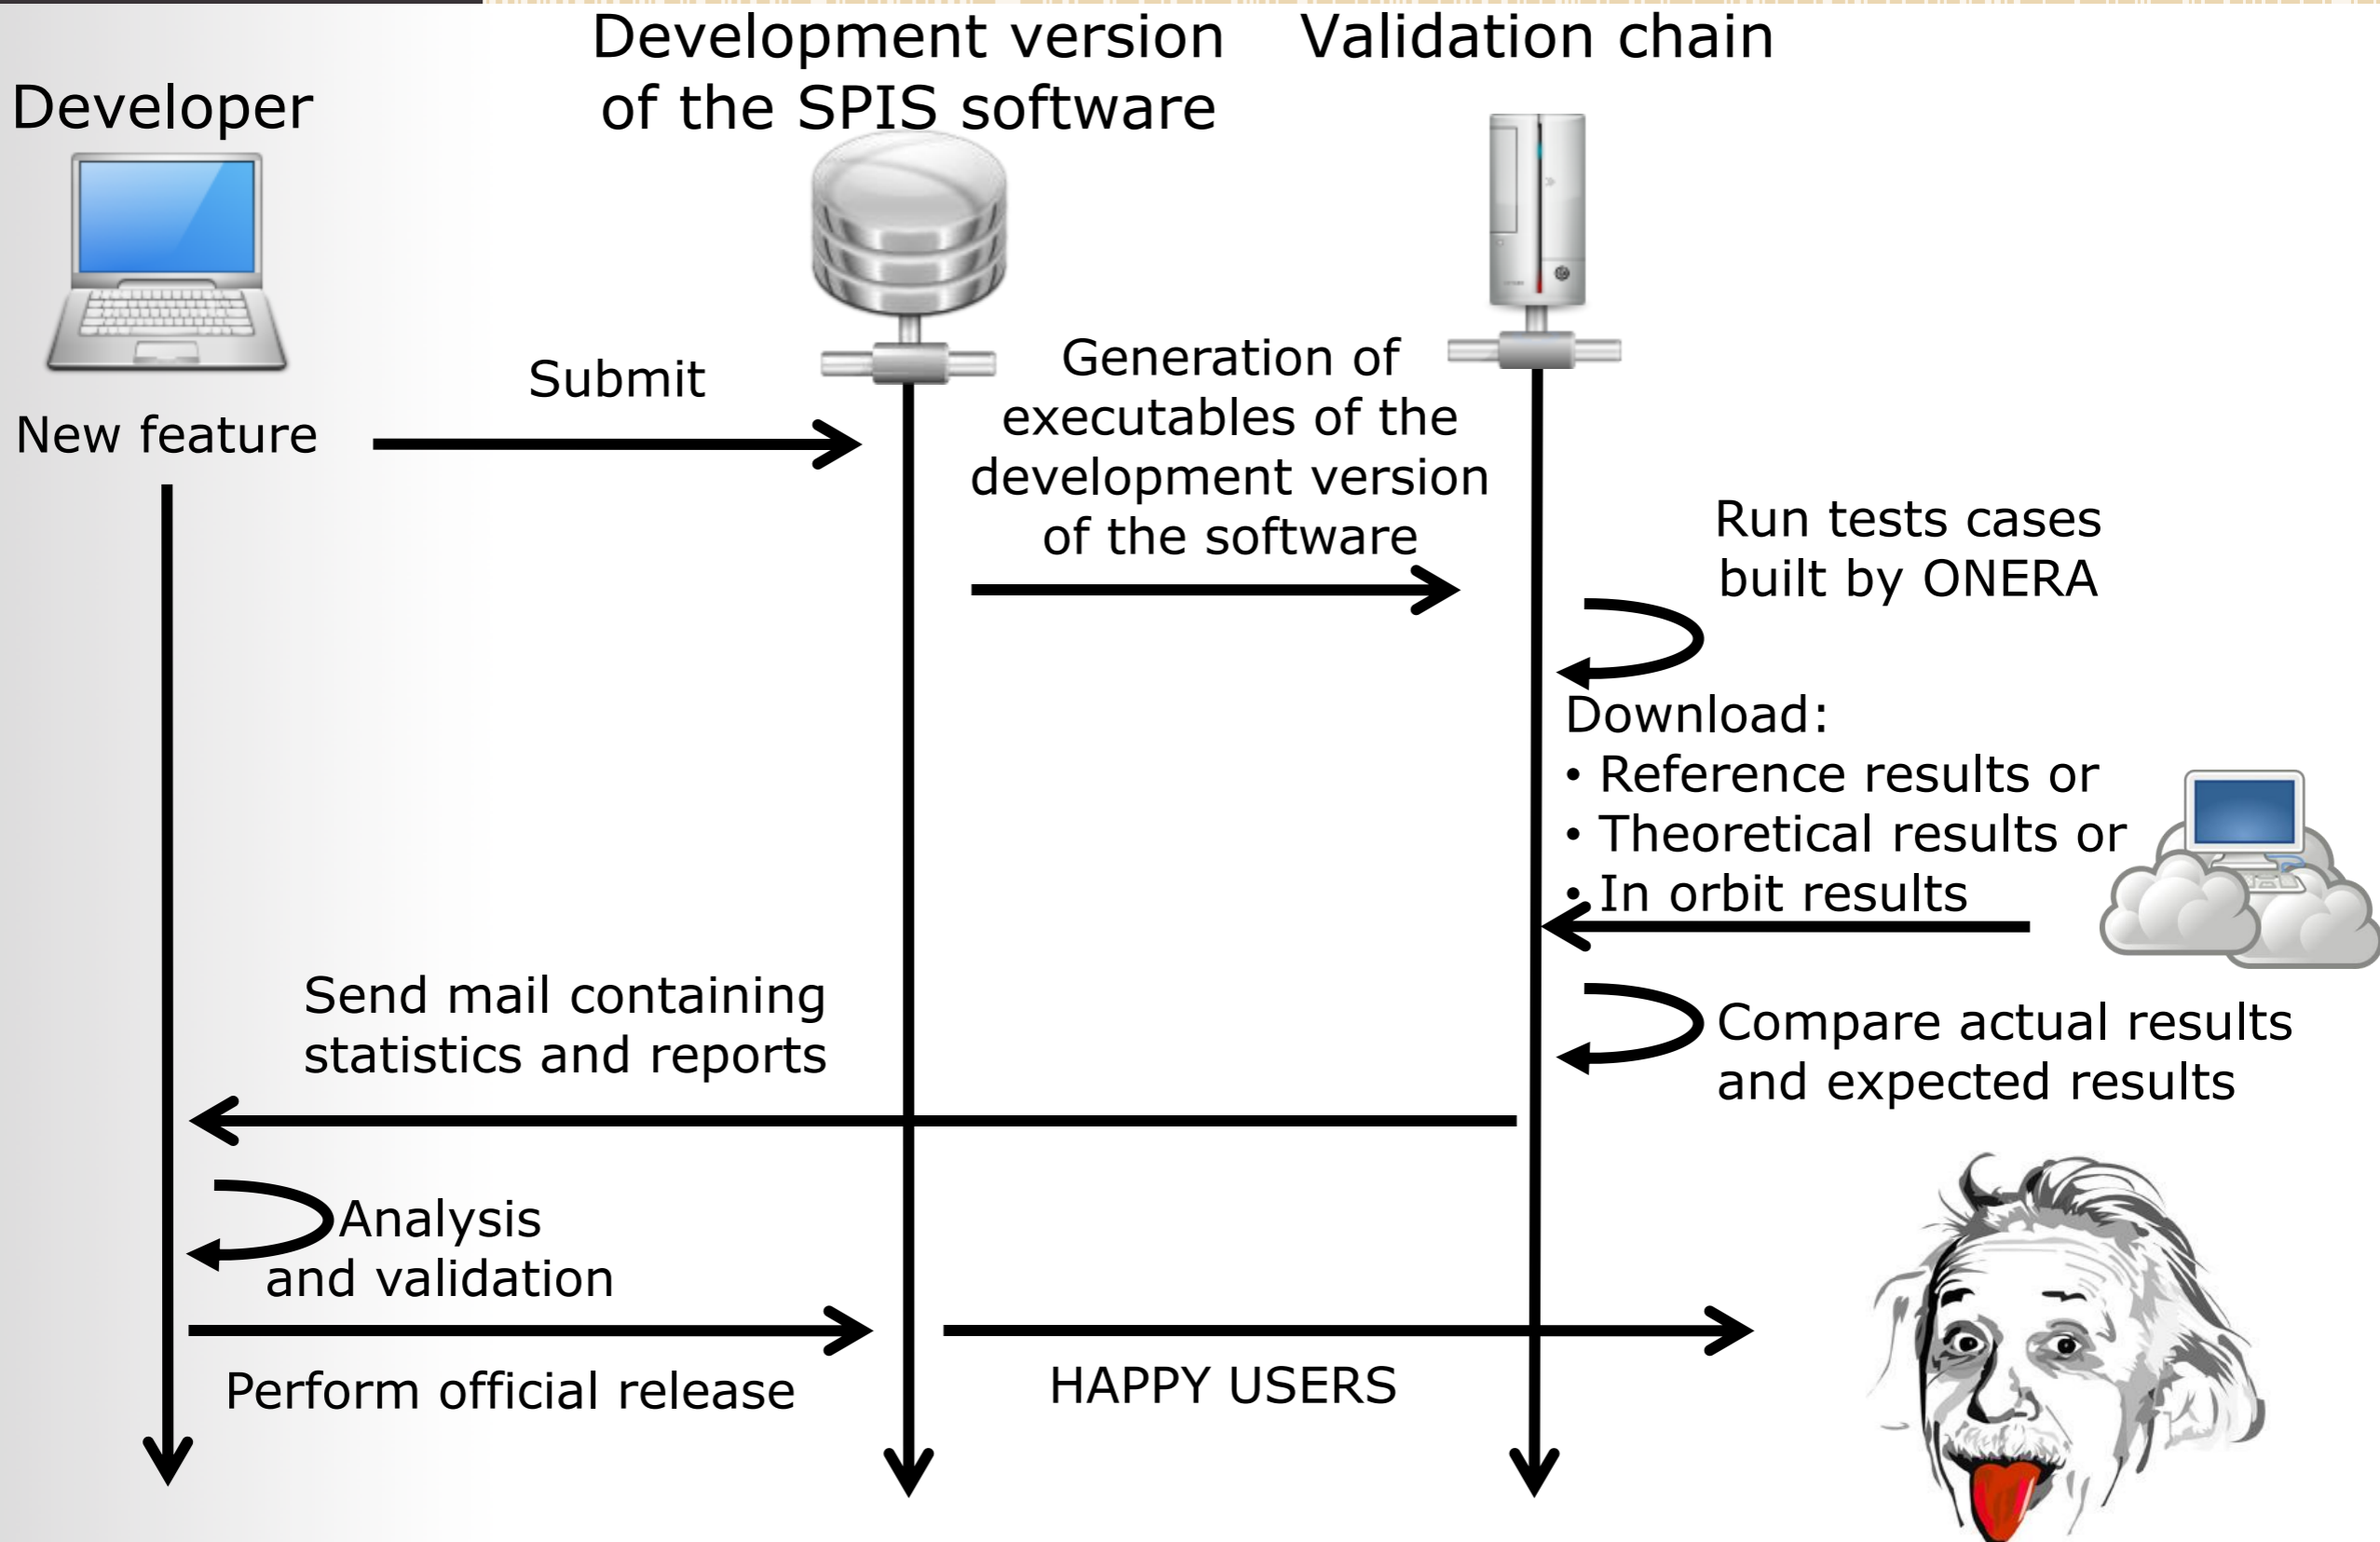 Developer
Development version
of the SPIS software
Validation chain
New feature
Submit
Generation of
executables of the
development version
of the software
Run tests cases
built by ONERA
Download:
• Reference results or
• Theoretical results or
• In orbit results
Compare actual results
and expected results
Send mail containing
statistics and reports
Analysis
and validation
Perform official release
HAPPY USERS